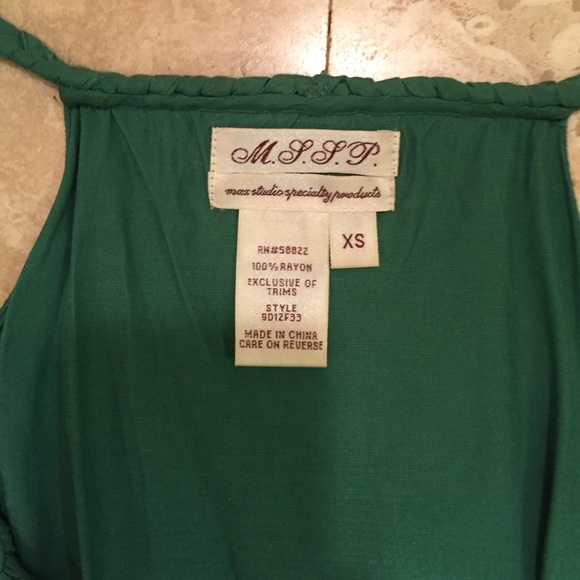 M.S.S.P.
max studio specialty products
XS
RN#58822
100% RAYON
EXCLUSIVE OF
TRIMS
STYLE
9D12F33
MADE IN CHINA
CARE ON REVERSE